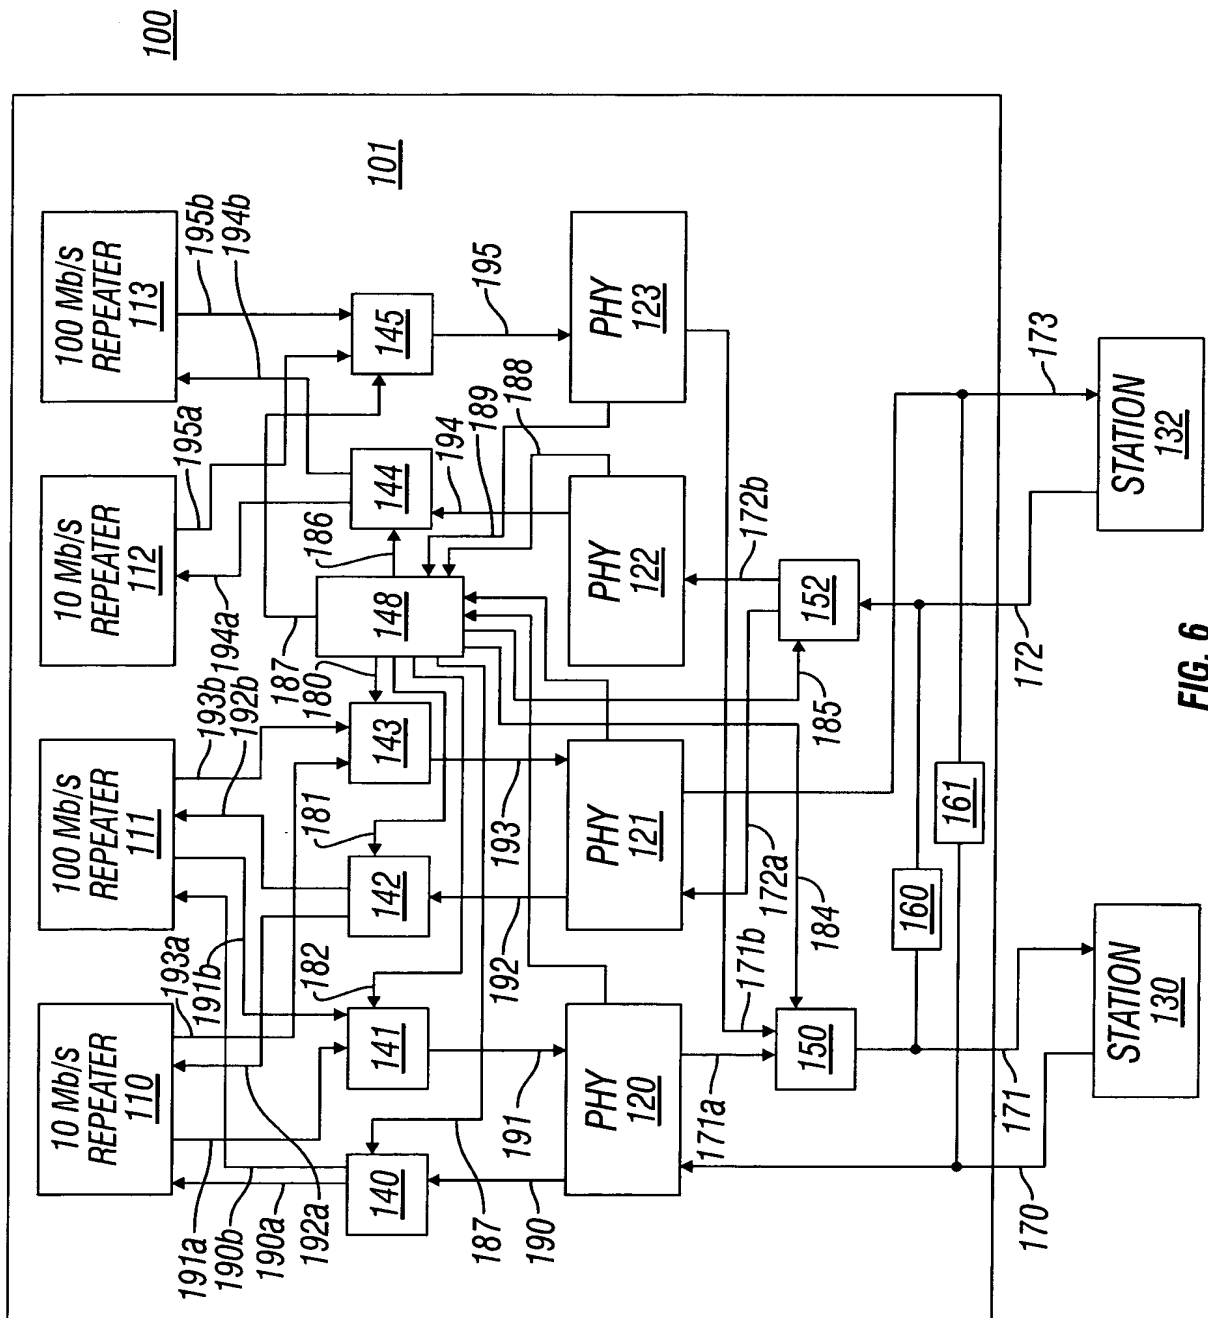 100
101
10 Mb/s
REPEATER
110
100 Mb/s
REPEATER
111
10 Mb/s
REPEATER
112
100 Mb/s
REPEATER
113
191a
190b
190a
192a
193a
191b
193b
192b
194a
195a
195b
194b
187
180
181
182
186
140
141
142
143
148
144
145
187
190
191
192
193
194
189
188
195
PHY
120
PHY
121
PHY
122
PHY
123
171a
171b
184
172a
185
172b
150
152
160
161
170
171
172
173
STATION
130
STATION
132
FIG. 6